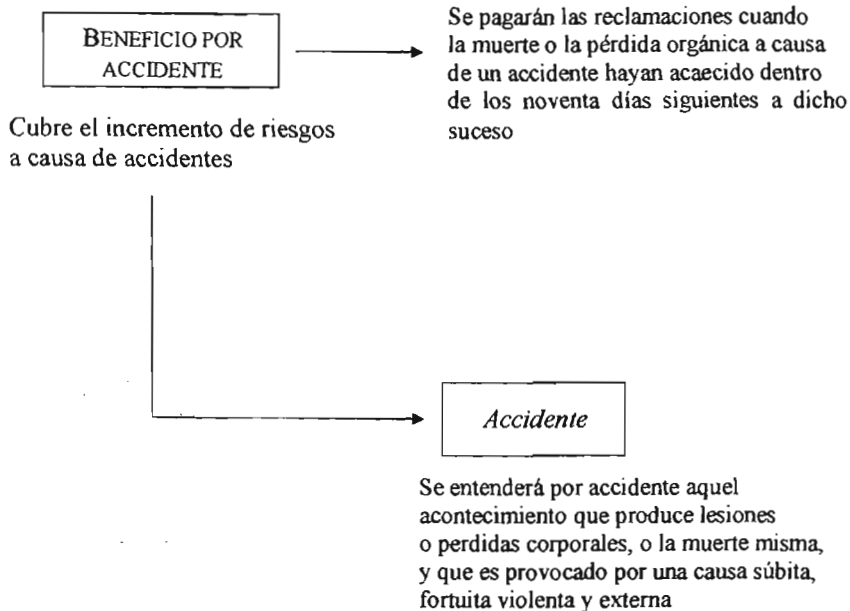 BENEFICIO POR
ACCIDENTE
Se pagarán las reclamaciones cuando
la muerte o la pérdida orgánica a causa
de un accidente hayan acaecido dentro
de los noventa días siguientes a dicho
suceso
Cubre el incremento de riesgos
a causa de accidentes
Accidente
Se entenderá por accidente aquel
acontecimiento que produce lesiones
o perdidas corporales, o la muerte misma,
y que es provocado por una causa súbita,
fortuita violenta y externa